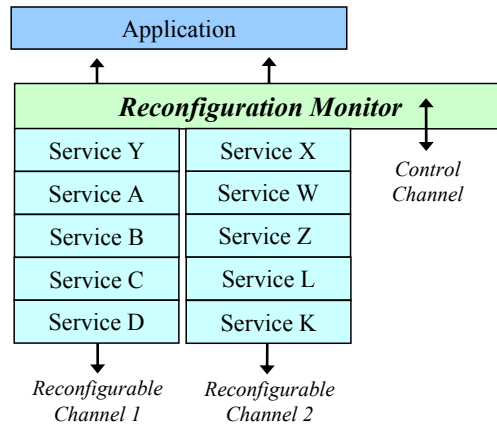 Application
Reconfiguration Monitor
Service Y
Service X
Service A
Service W
Service B
Service Z
Service C
Service L
Service D
Service K
Control
Channel
Reconfigurable
Channel 1
Reconfigurable
Channel 2